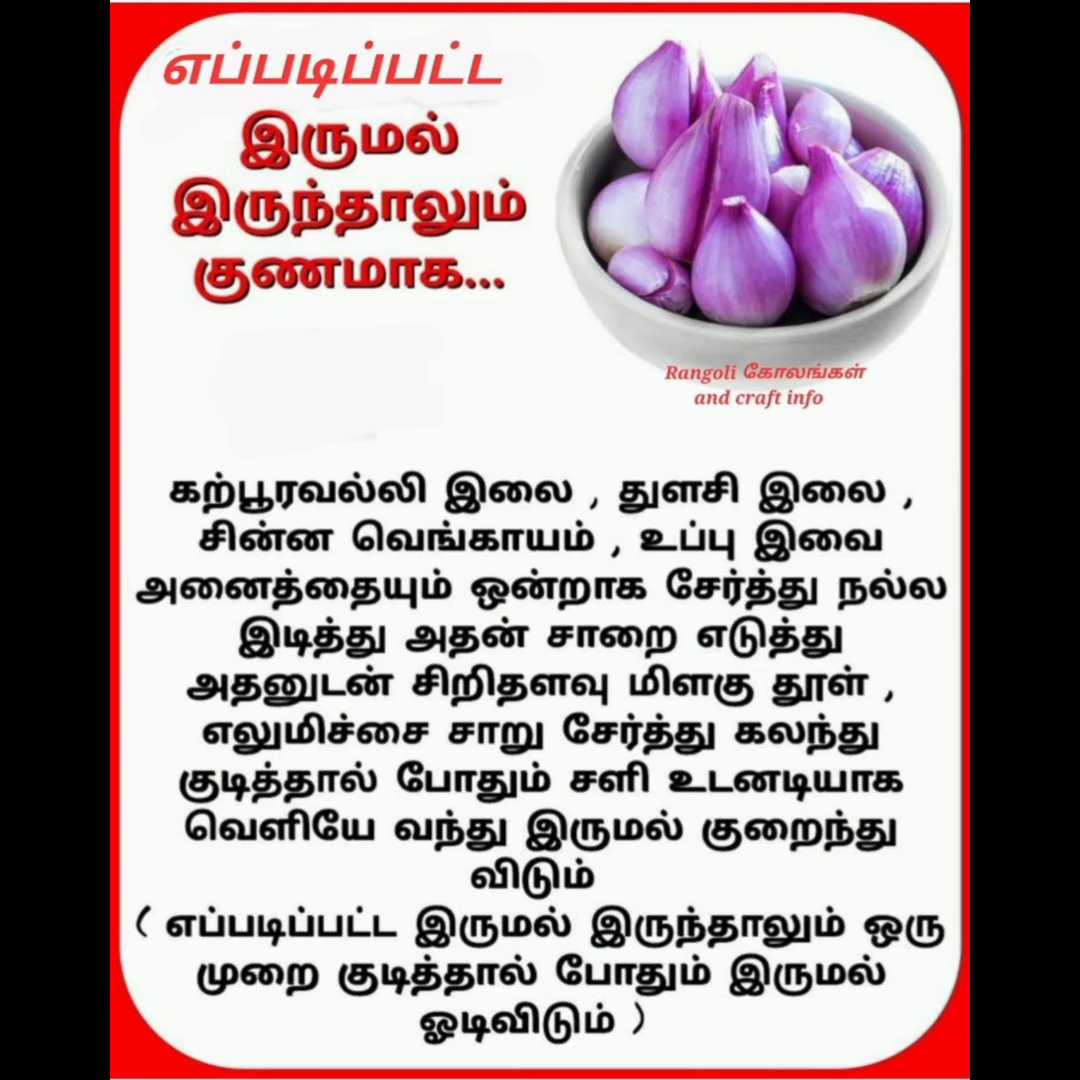 எப்படிப்பட்ட
இருமல்
இருந்தாலும்
குணமாக...
Rangoli கோலங்கள்
and craft info
கற்பூரவல்லி இலை , துளசி இலை ,
சின்ன வெங்காயம் , உப்பு இவை
அனைத்தையும் ஒன்றாக சேர்த்து நல்ல
இடித்து அதன் சாறை எடுத்து
அதனுடன் சிறிதளவு மிளகு தூள் ,
எலுமிச்சை சாறு சேர்த்து கலந்து
குடித்தால் போதும் சளி உடனடியாக
வெளியே வந்து இருமல் குறைந்து
விடும்
( எப்படிப்பட்ட இருமல் இருந்தாலும் ஒரு
முறை குடித்தால் போதும் இருமல்
ஓடிவிடும் )